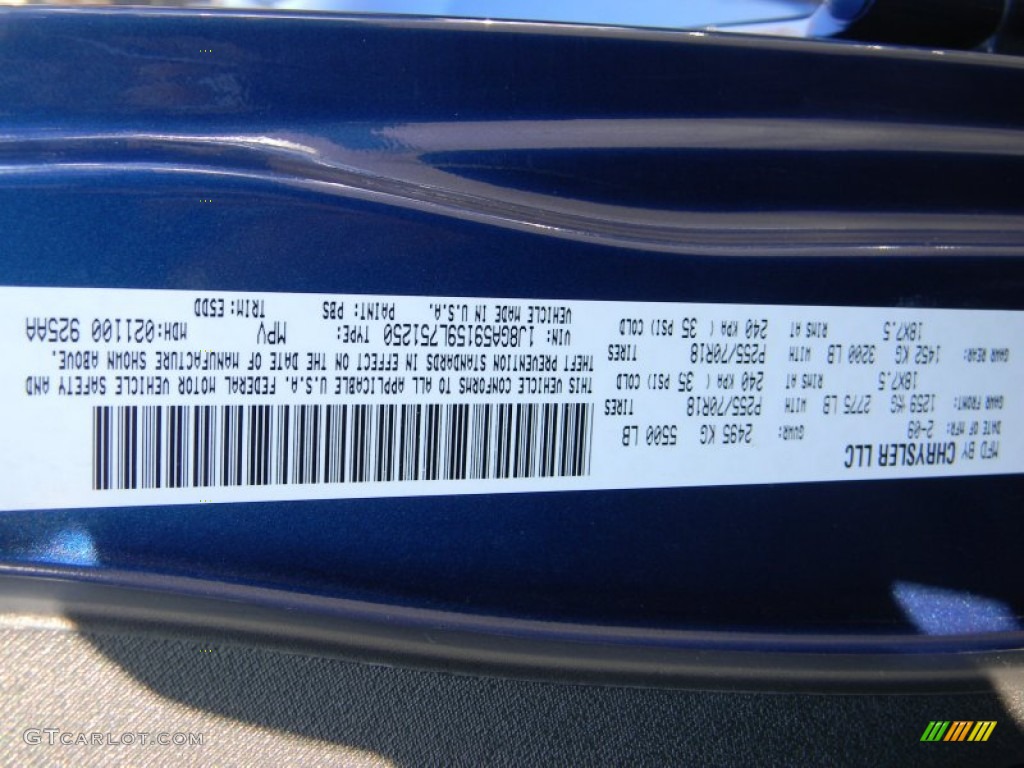 MFD BY CHRYSLER LLC
DATE OF MFR: 2-09 GVWR: 2495 KG 5500 LB
GAWR FRONT: 1259 KG 2775 LB WITH P255/70R18 TIRES
18X7.5 RIMS AT 240 KPA ( 35 PSI) COLD
GAWR REAR: 1452 KG 3200 LB WITH P255/70R18 TIRES
18X7.5 RIMS AT 240 KPA ( 35 PSI) COLD
THIS VEHICLE CONFORMS TO ALL APPLICABLE U.S.A. FEDERAL MOTOR VEHICLE SAFETY AND
THEFT PREVENTION STANDARDS IN EFFECT ON THE DATE OF MANUFACTURE SHOWN ABOVE.
VIN: 1J8GA59159L751250 TYPE: MPV MDH:021100 925AA
VEHICLE MADE IN U.S.A. PAINT: PBS TRIM: E5DD
GTCARLOT.COM